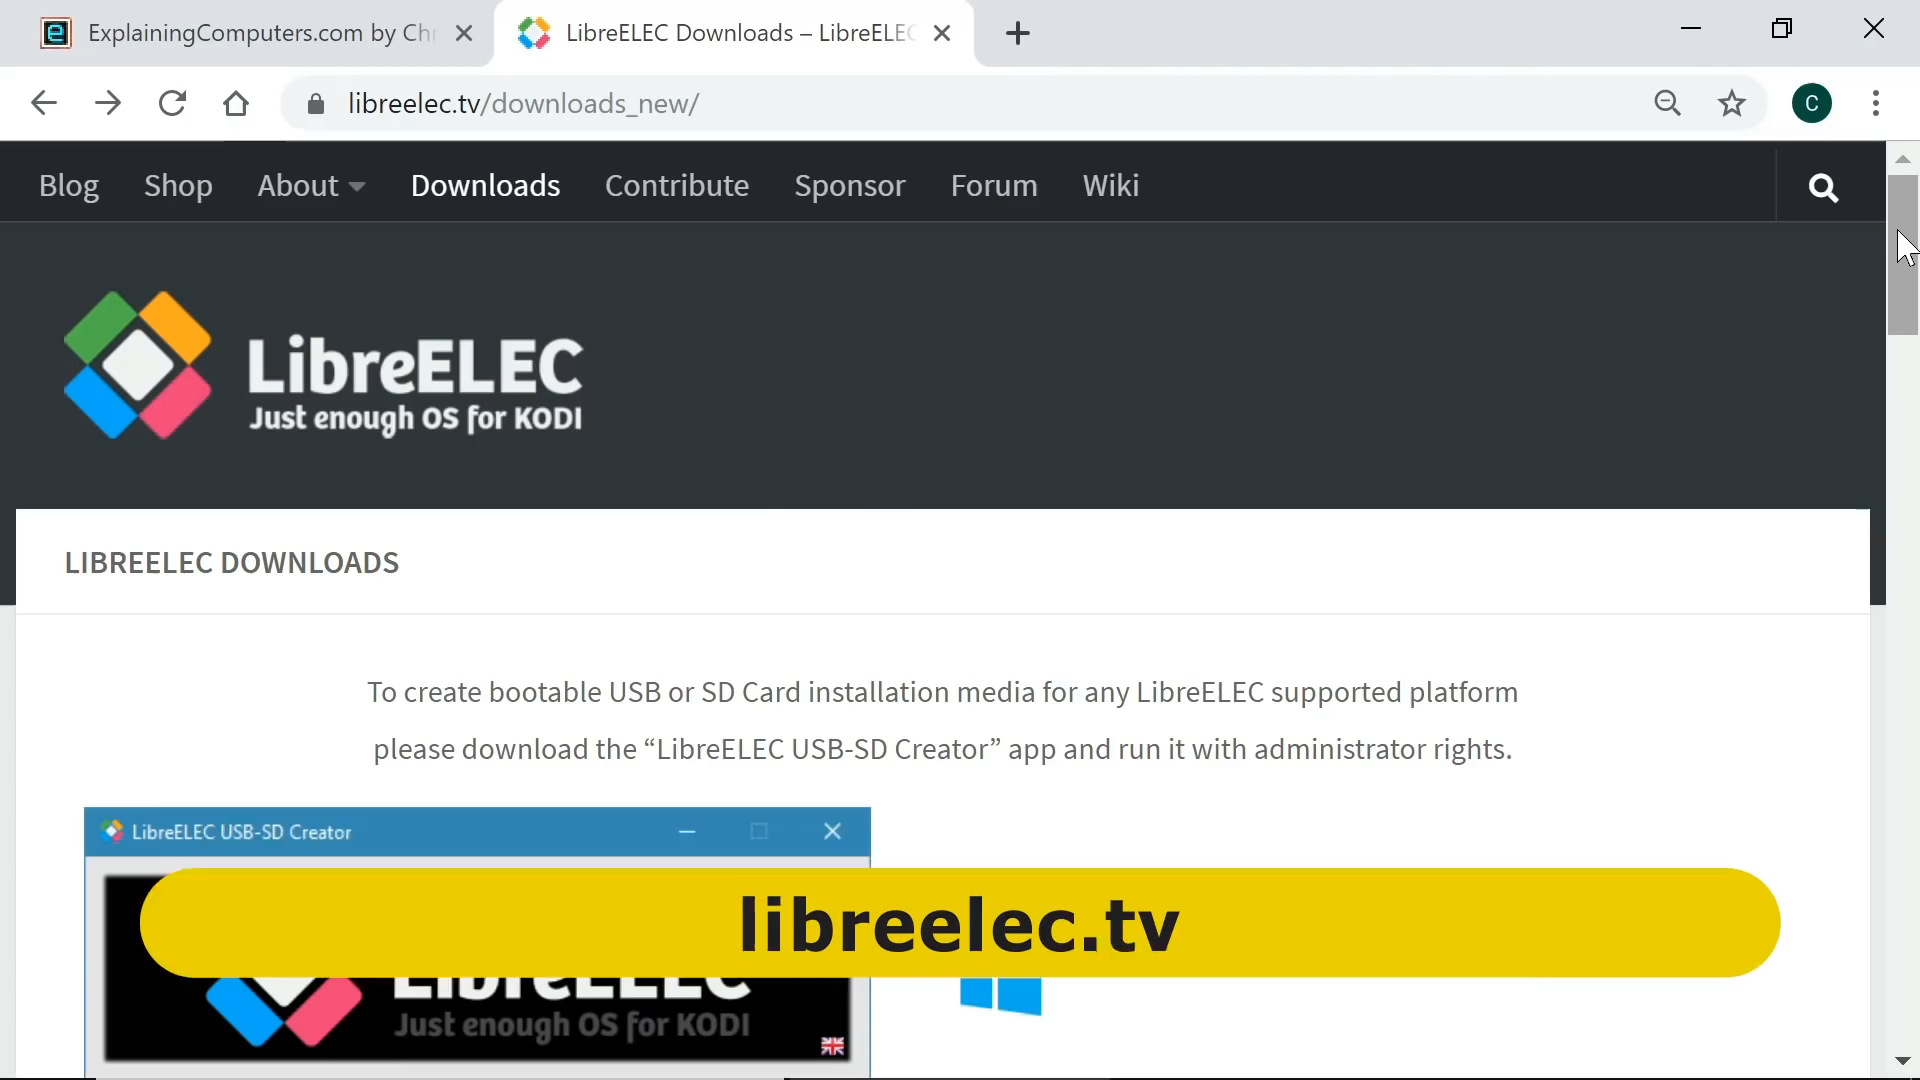 ExplainingComputers.com by Chr
LibreELEC Downloads – LibreELEC
libreelec.tv/downloads_new/
C
Blog Shop About Downloads Contribute Sponsor Forum Wiki
LibreELEC
Just enough OS for KODI
LIBREELEC DOWNLOADS
To create bootable USB or SD Card installation media for any LibreELEC supported platform
please download the “LibreELEC USB-SD Creator” app and run it with administrator rights.
LibreELEC USB-SD Creator
libreelec.tv
LibreELEC
Just enough OS for KODI